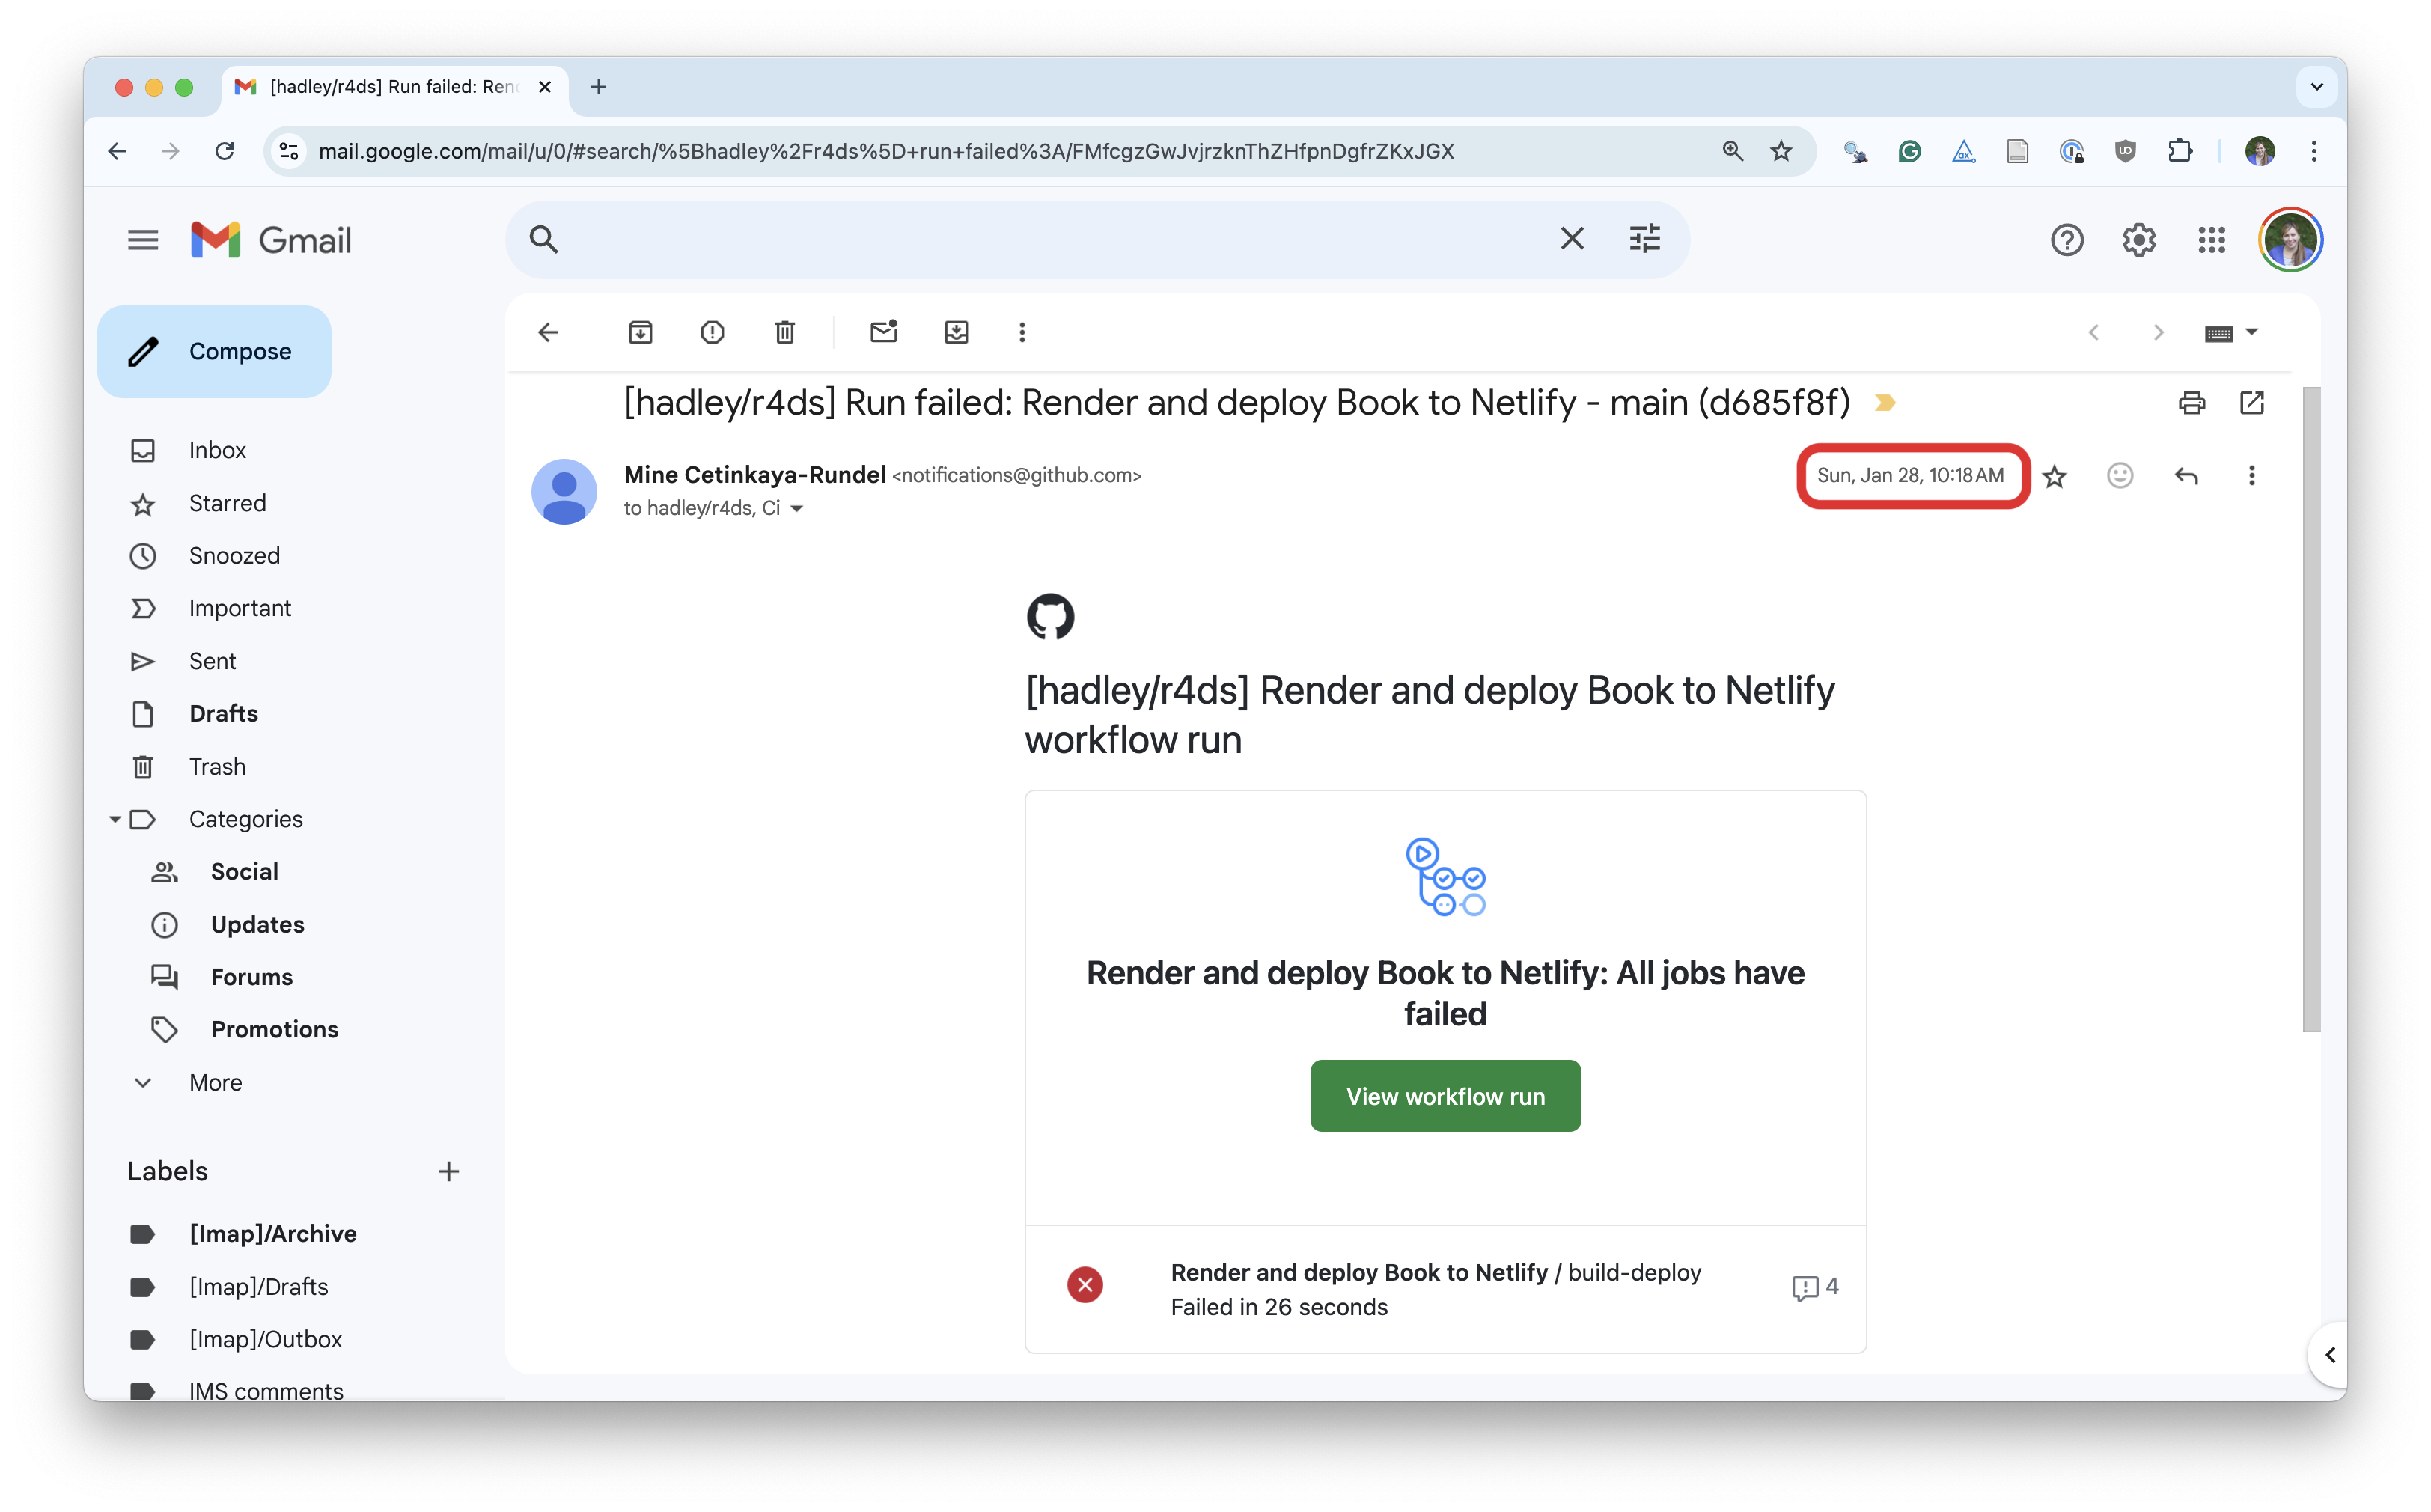 [hadley/r4ds] Run failed: Ren
mail.google.com/mail/u/0/#search/%5Bhadley%2Fr4ds%5D+run+failed%3A/FMfcgzGwJvjrzknThZHfpnDgfrZKxJGX
Gmail
Compose
Inbox
Starred
Snoozed
Important
Sent
Drafts
Trash
Categories
Social
Updates
Forums
Promotions
More
Labels
[Imap]/Archive
[Imap]/Drafts
[Imap]/Outbox
IMS comments
[hadley/r4ds] Run failed: Render and deploy Book to Netlify - main (d685f8f)
Mine Cetinkaya-Rundel <notifications@github.com>
Sun, Jan 28, 10:18 AM
to hadley/r4ds, Ci
[hadley/r4ds] Render and deploy Book to Netlify
workflow run
Render and deploy Book to Netlify: All jobs have
failed
View workflow run
Render and deploy Book to Netlify / build-deploy
Failed in 26 seconds
4